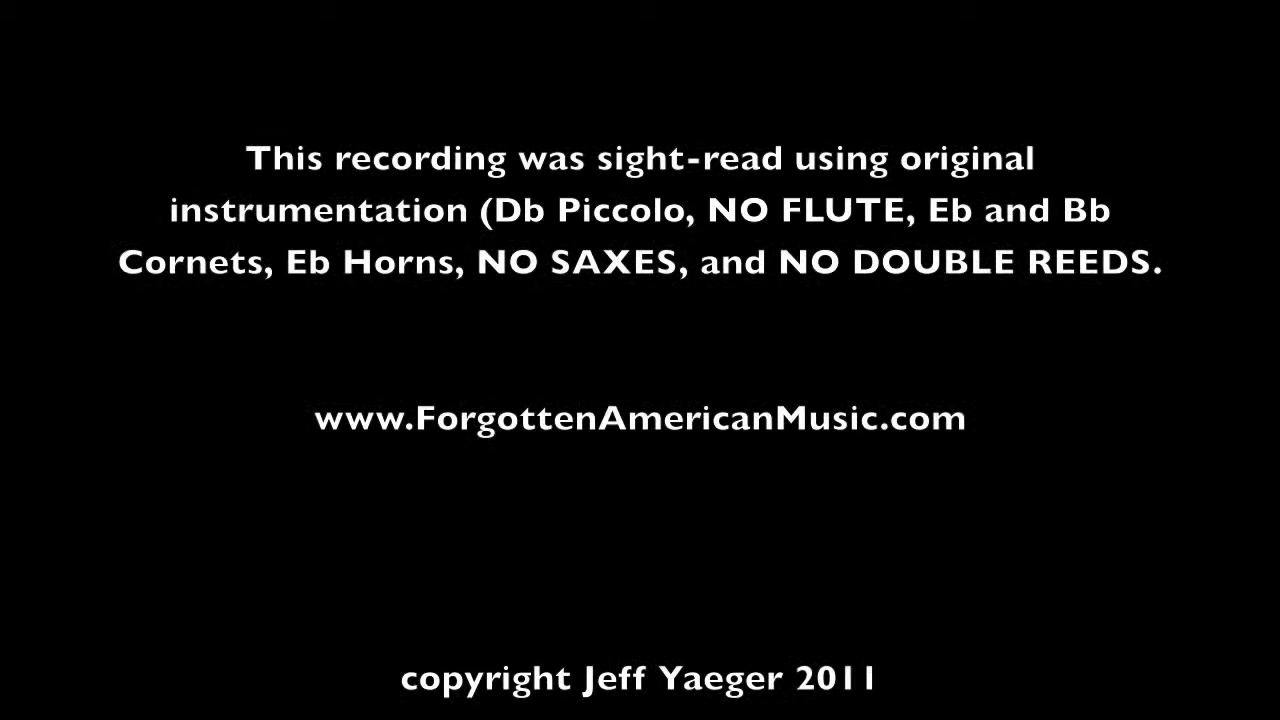 This recording was sight-read using original
instrumentation (Db Piccolo, NO FLUTE, Eb and Bb
Cornets, Eb Horns, NO SAXES, and NO DOUBLE REEDS.
www.ForgottenAmericanMusic.com
copyright Jeff Yaeger 2011